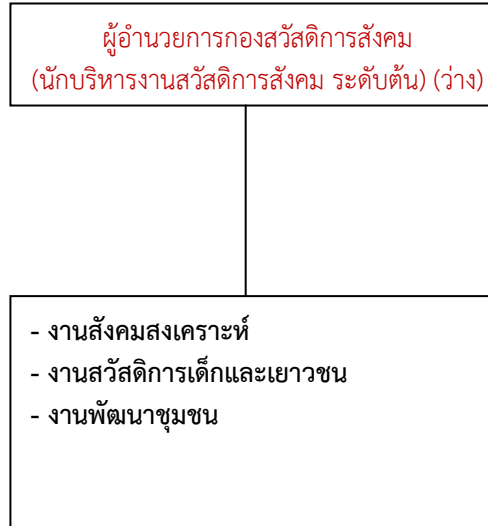 ผู้อำนวยการกองสวัสดิการสังคม
(นักบริหารงานสวัสดิการสังคม ระดับต้น) (ว่าง)
- งานสังคมสงเคราะห์
- งานสวัสดิการเด็กและเยาวชน
- งานพัฒนาชุมชน